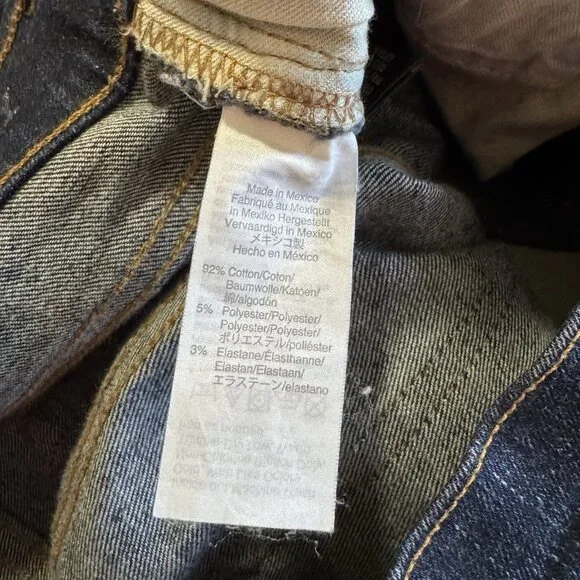 Made in Mexico
Fabriqué au Mexique
In Mexiko Hergestellt
Vervaardigd in Mexico
メキシコ製
Hecho en México
92% Cotton/Coton/
Baumwolle/Katoen/
綿/algodón
5% Polyester/Polyester/
Polyester/Polyester/
ポリエステル/poliéster
3% Elastane/Élasthanne/
Elastan/Elastaan/
エラステーン/elastano